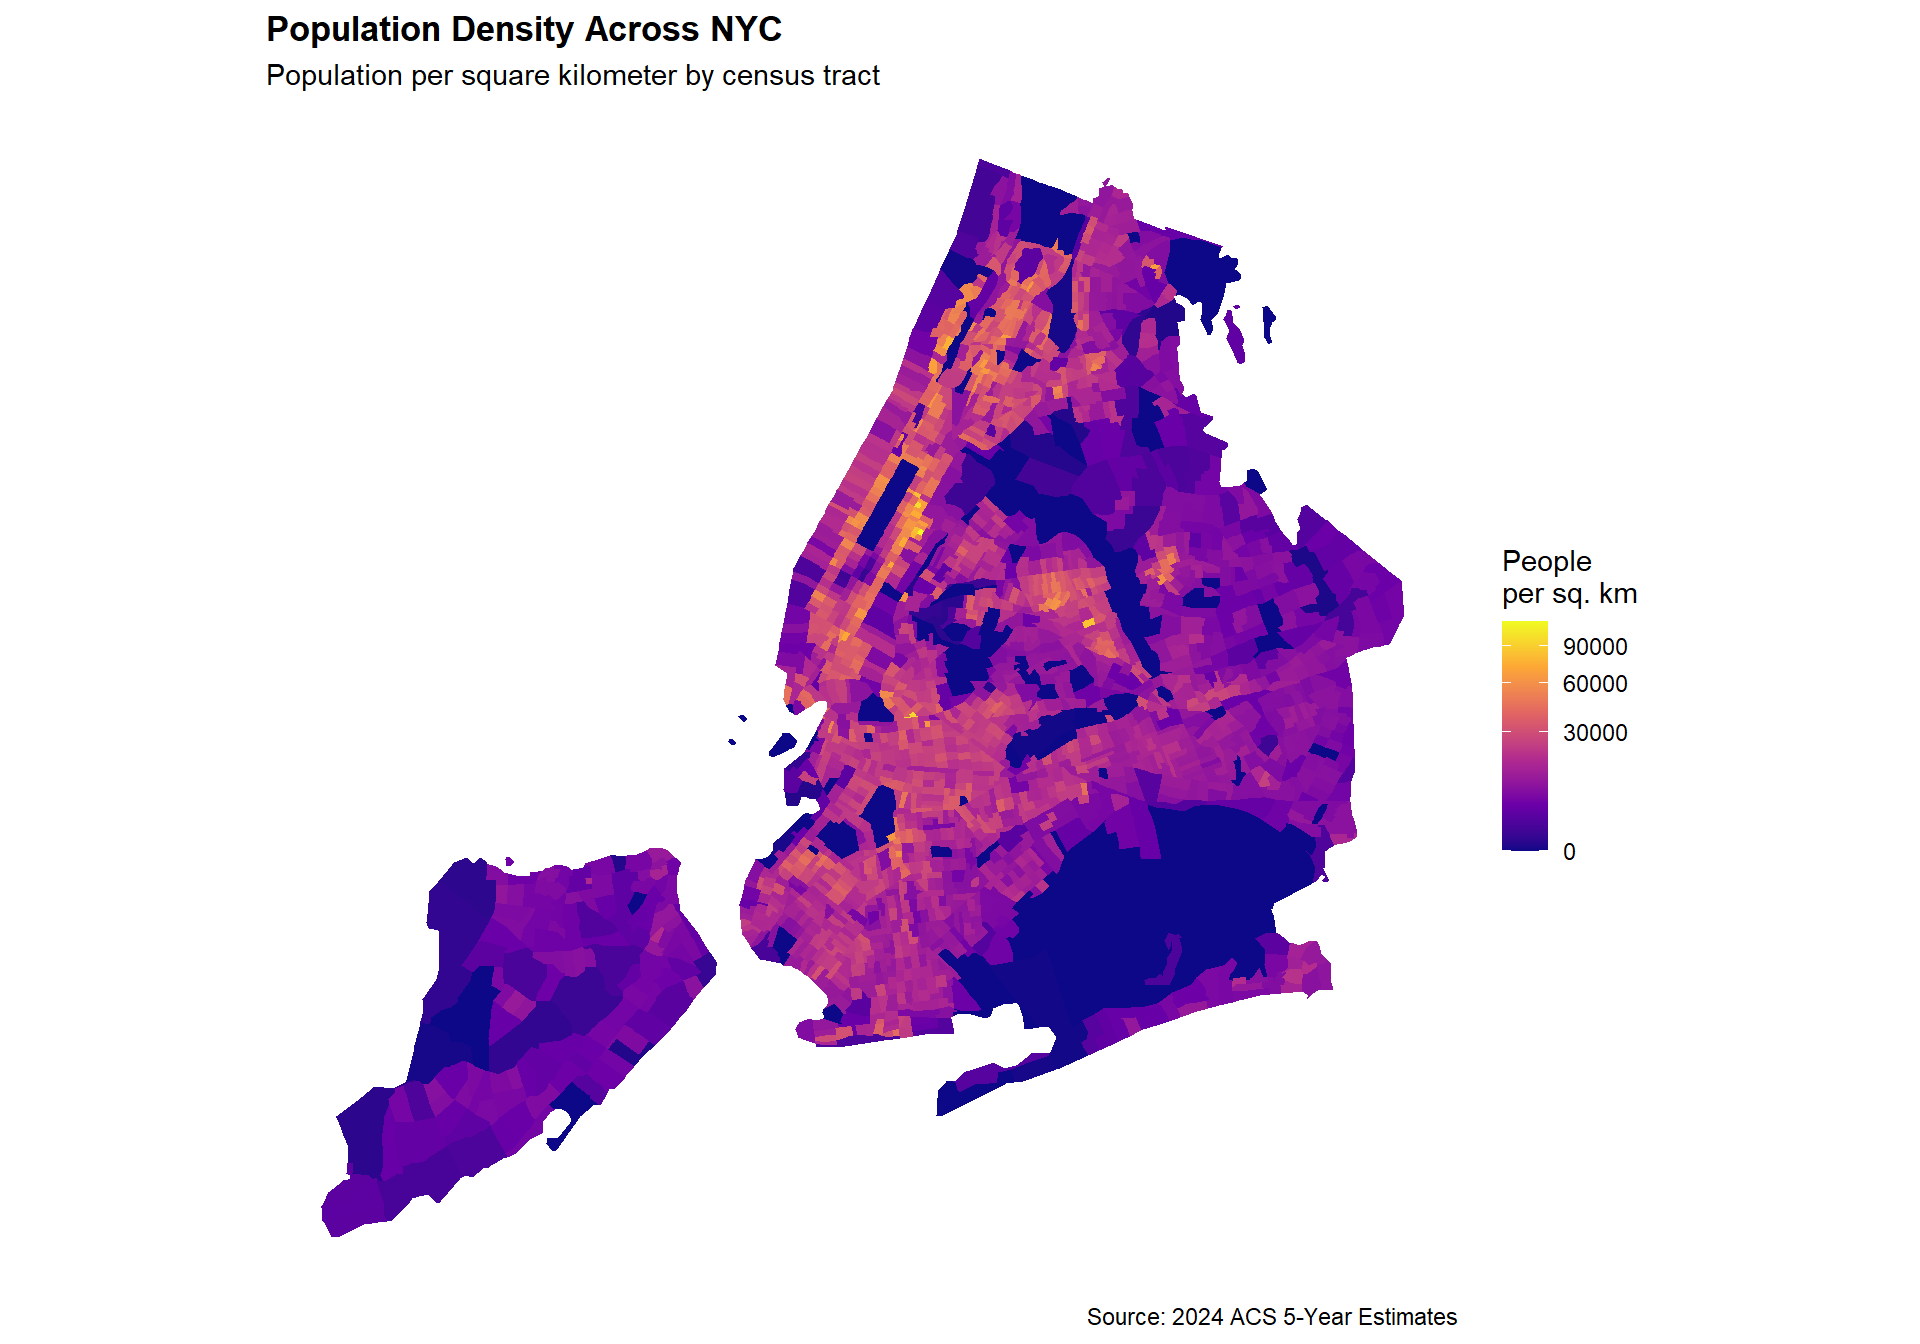 Population Density Across NYC
Population per square kilometer by census tract
People
per sq. km
90000
60000
30000
0
Source: 2024 ACS 5-Year Estimates